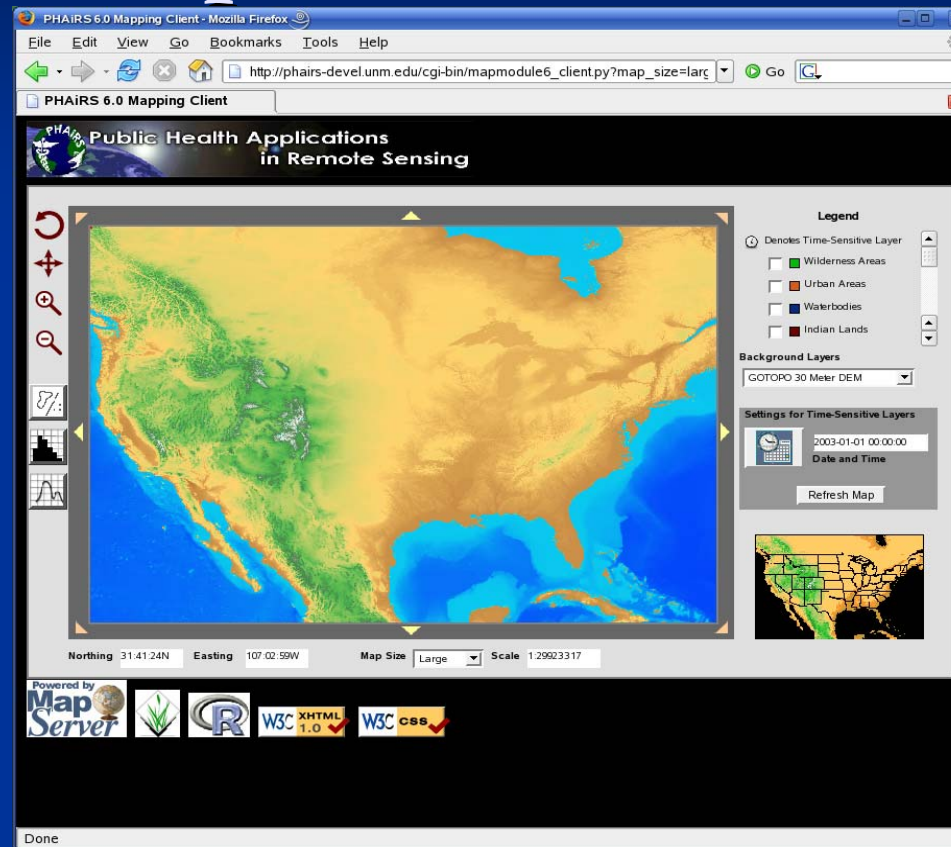 PHAiRS 6.0 Mapping Client - Mozilla Firefox
File Edit View Go Bookmarks Tools Help
http://phairs-devel.unm.edu/cgi-bin/mapmodule6_client.py?map_size=larg Go G
PHAiRS 6.0 Mapping Client
PHAiRS Public Health Applications
in Remote Sensing
Legend
Denotes Time-Sensitive Layer
Wilderness Areas
Urban Areas
Waterbodies
Indian Lands
Background Layers
GOTOPO 30 Meter DEM
Settings for Time-Sensitive Layers
2003-01-01 00:00:00
Date and Time
Refresh Map
Northing 31:41:24N Easting 107:02:59W Map Size Large Scale 1:29923317
Powered by
Map
Server
R
W3C XHTML 1.0
W3C css
Done